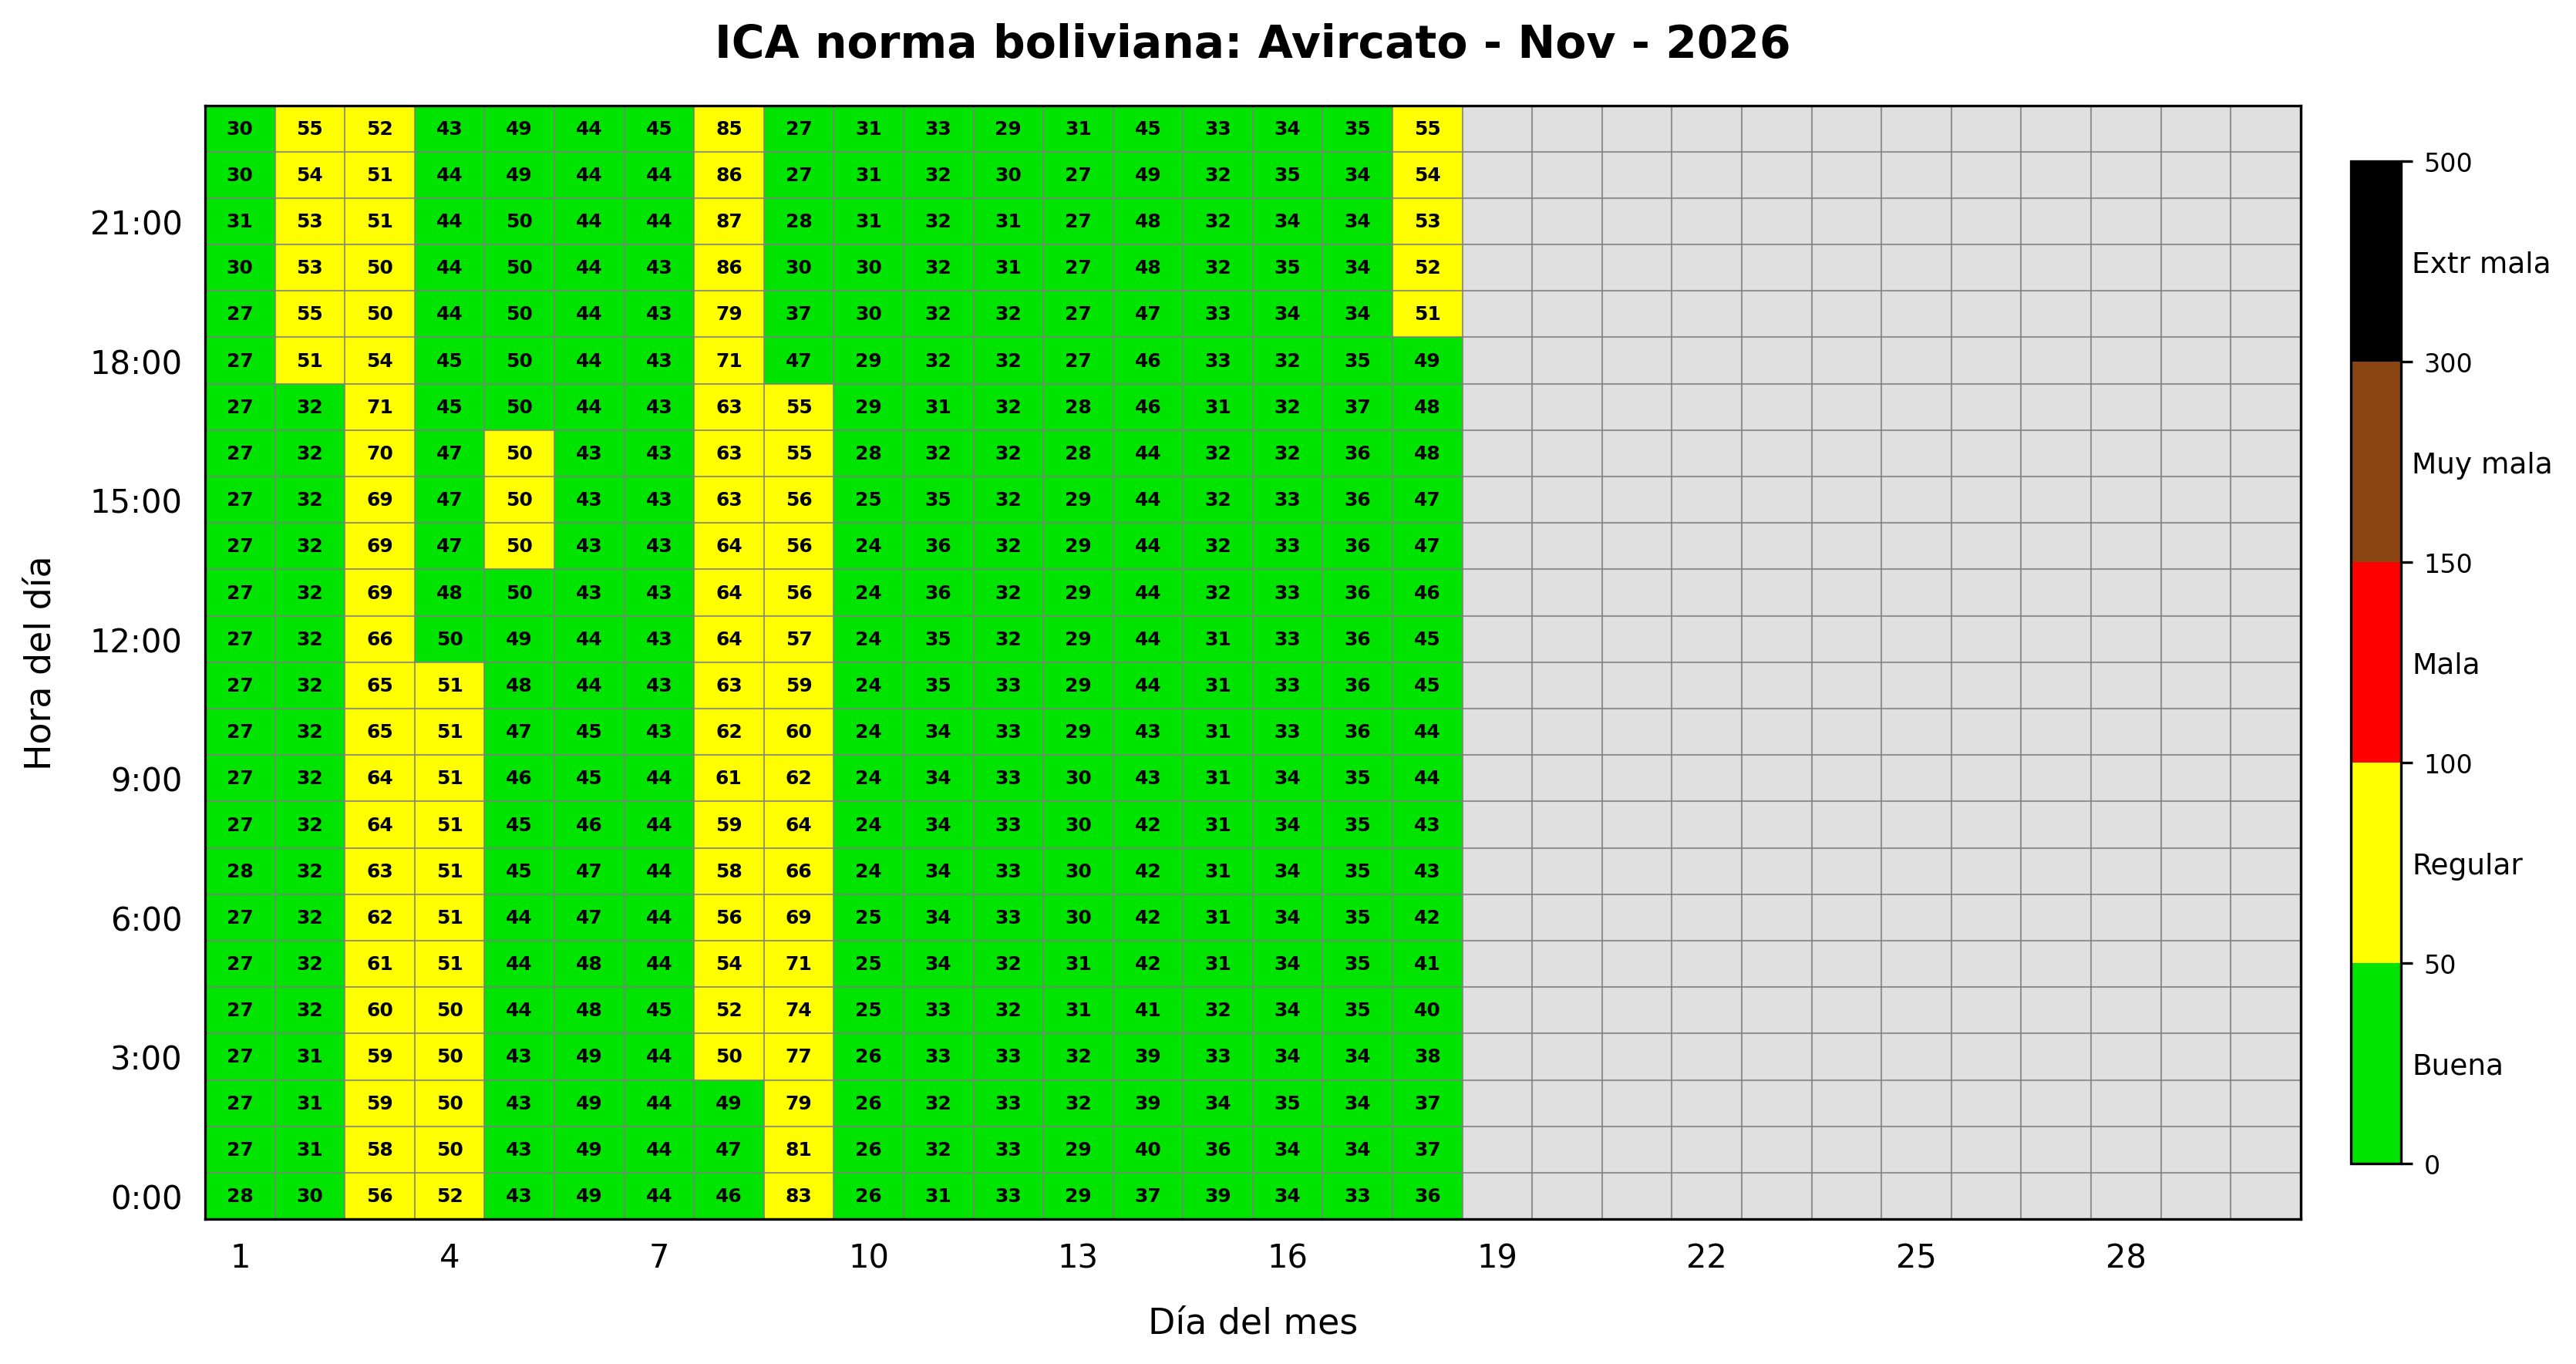 ICA norma boliviana: Avircato - Nov - 2026
30 55 52 43 49 44 45 85 27 31 33 29 31 45 33 34 35 55
30 54 51 44 49 44 44 86 27 31 32 30 27 49 32 35 34 54
21:00 31 53 51 44 50 44 44 87 28 31 32 31 27 48 32 34 34 53
30 53 50 44 50 44 43 86 30 30 32 31 27 48 32 35 34 52
27 55 50 44 50 44 43 79 37 30 32 32 27 47 33 34 34 51
18:00 27 51 54 45 50 44 43 71 47 29 32 32 27 46 33 32 35 49
27 32 71 45 50 44 43 63 55 29 31 32 28 46 31 32 37 48
27 32 70 47 50 43 43 63 55 28 32 32 28 44 32 32 36 48
15:00 27 32 69 47 50 43 43 63 56 25 35 32 29 44 32 33 36 47
27 32 69 47 50 43 43 64 56 24 36 32 29 44 32 33 36 47
27 32 69 48 50 43 43 64 56 24 36 32 29 44 32 33 36 46
12:00 27 32 66 50 49 44 43 64 57 24 35 32 29 44 31 33 36 45
27 32 65 51 48 44 43 63 59 24 35 33 29 44 31 33 36 45
27 32 65 51 47 45 43 62 60 24 34 33 29 43 31 33 36 44
9:00 27 32 64 51 46 45 44 61 62 24 34 33 30 43 31 34 35 44
27 32 64 51 45 46 44 59 64 24 34 33 30 42 31 34 35 43
28 32 63 51 45 47 44 58 66 24 34 33 30 42 31 34 35 43
6:00 27 32 62 51 44 47 44 56 69 25 34 33 30 42 31 34 35 42
27 32 61 51 44 48 44 54 71 25 34 32 31 42 31 34 35 41
27 32 60 50 44 48 45 52 74 25 33 32 31 41 32 34 35 40
3:00 27 31 59 50 43 49 44 50 77 26 33 33 32 39 33 34 34 38
27 31 59 50 43 49 44 49 79 26 32 33 32 39 34 35 34 37
27 31 58 50 43 49 44 47 81 26 32 33 29 40 36 34 34 37
0:00 28 30 56 52 43 49 44 46 83 26 31 33 29 37 39 34 33 36
1 4 7 10 13 16 19 22 25 28
Día del mes
Hora del día
500
Extr mala
300
Muy mala
150
Mala
100
Regular
50
Buena
0